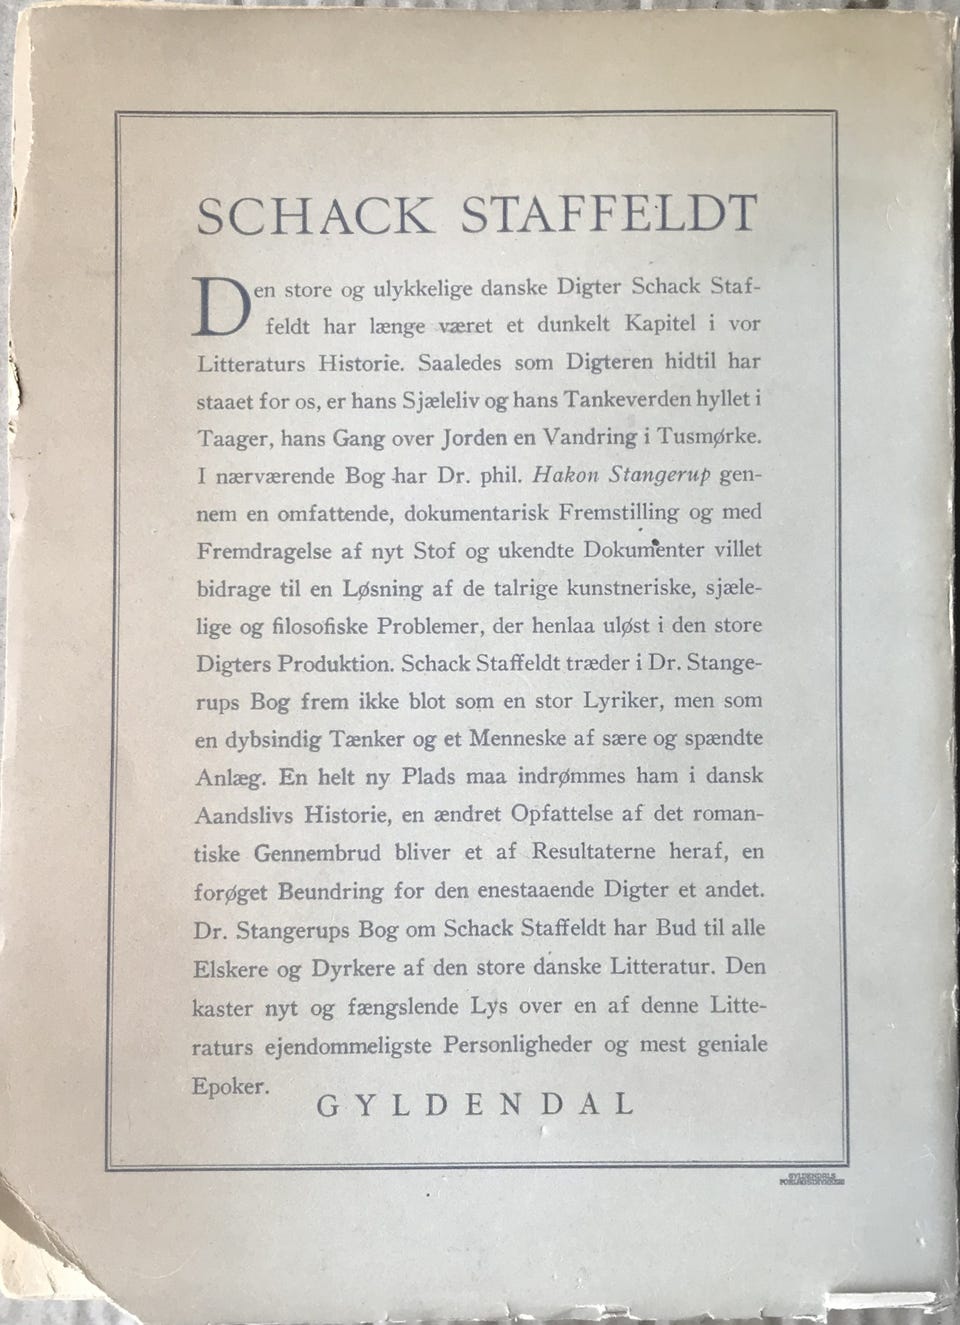 SCHACK STAFFELDT
Den store og ulykkelige danske Digter Schack Staf-
feldt har længe været et dunkelt Kapitel i vor
Litteraturs Historie. Saaledes som Digteren hidtil har
staaet for os, er hans Sjæleliv og hans Tankeverden hyllet i
Taager, hans Gang over Jorden en Vandring i Tusmørke.
I nærværende Bog har Dr. phil. Hakon Stangerup gen-
nem en omfattende, dokumentarisk Fremstilling og med
Fremdragelse af nyt Stof og ukendte Dokumenter villet
bidrage til en Løsning af de talrige kunstneriske, sjæle-
lige og filosofiske Problemer, der henlaa uløst i den store
Digters Produktion. Schack Staffeldt træder i Dr. Stange-
rups Bog frem ikke blot som en stor Lyriker, men som
en dybsindig Tænker og et Menneske af sære og spændte
Anlæg. En helt ny Plads maa indrømmes ham i dansk
Aandslivs Historie, en ændret Opfattelse af det roman-
tiske Gennembrud bliver et af Resultaterne heraf, en
forøget Beundring for den enestaaende Digter et andet.
Dr. Stangerups Bog om Schack Staffeldt har Bud til alle
Elskere og Dyrkere af den store danske Litteratur. Den
kaster nyt og fængslende Lys over en af denne Litte-
raturs ejendommeligste Personligheder og mest geniale
Epoker.
GYLDENDAL
GYLDENDALS
FORLAGSTRYKKERI